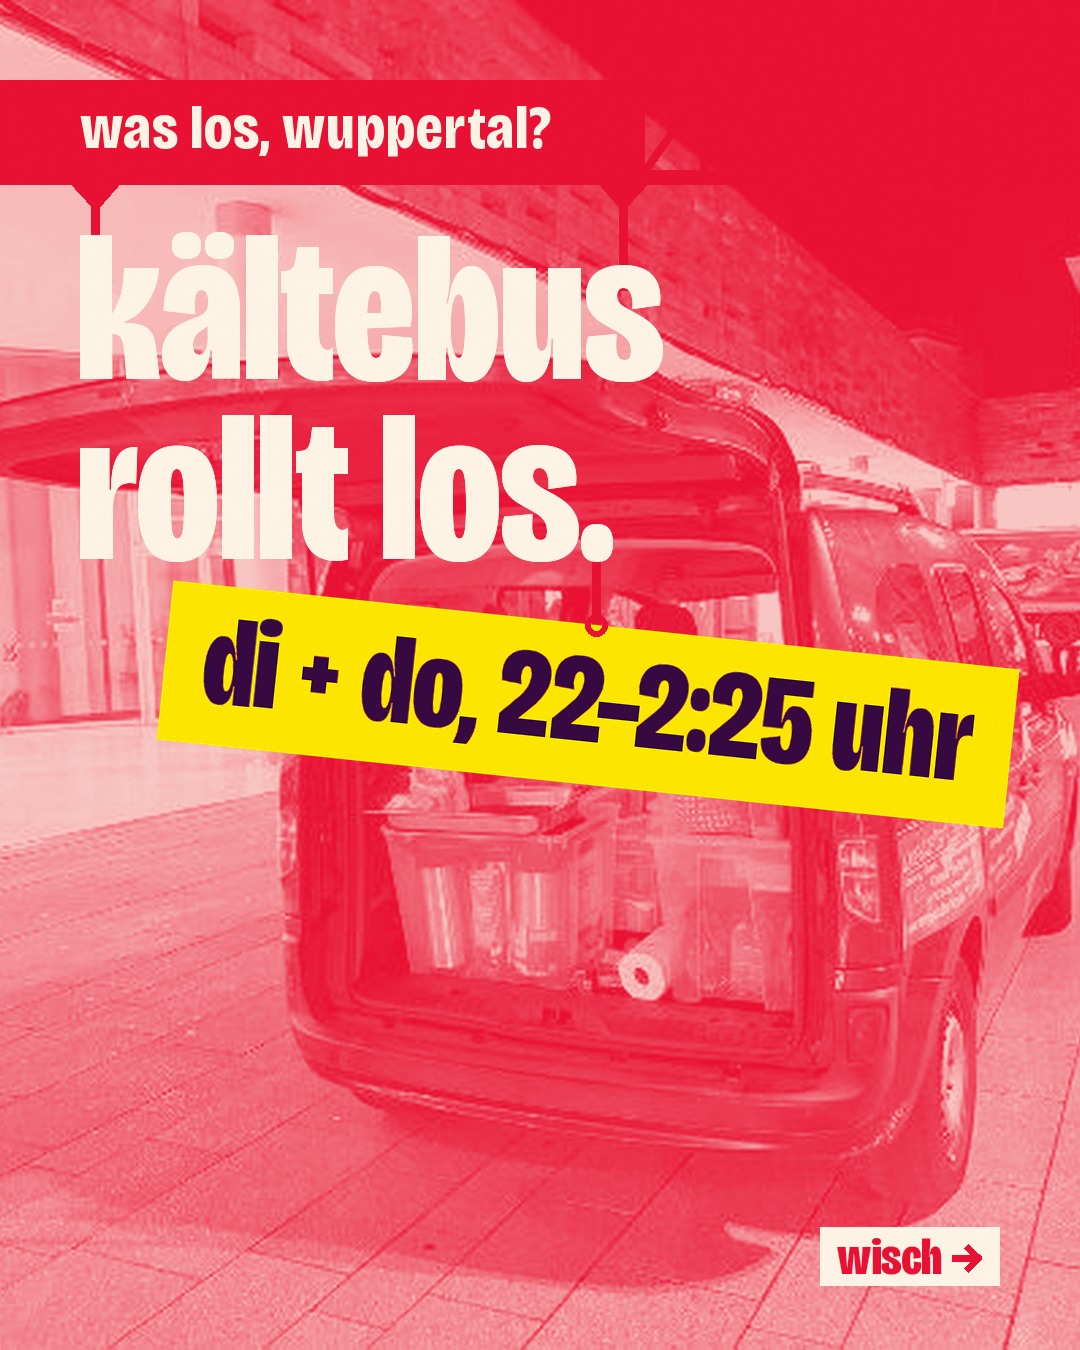 was los, wuppertal?
kältebus
rollt los.
di + do, 22–2:25 uhr
wisch →